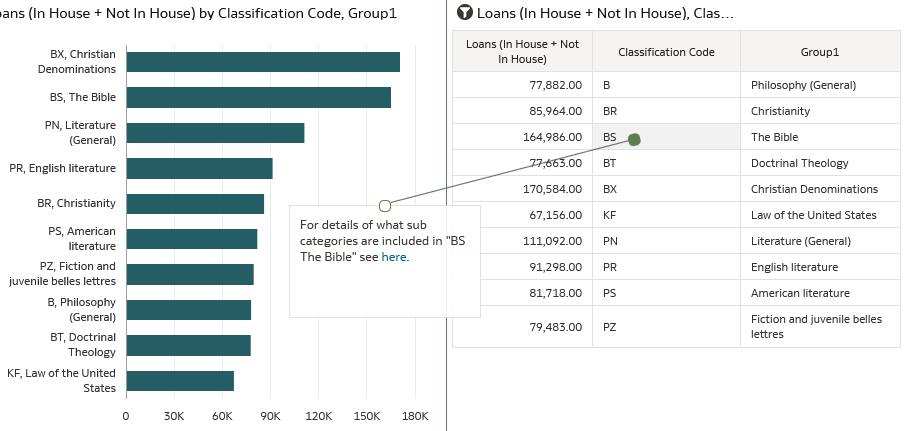 oans (In House + Not In House) by Classification Code, Group1
BX, Christian
Denominations
BS, The Bible
PN, Literature
(General)
PR, English literature
BR, Christianity
PS, American
literature
PZ, Fiction and
juvenile belles lettres
B, Philosophy
(General)
BT, Doctrinal
Theology
KF, Law of the United
States
0 30K 60K 90K 120K 150K 180K
For details of what sub
categories are included in "BS
The Bible" see here.
Loans (In House + Not In House), Clas...
Loans (In House + Not
In House) Classification Code Group1
77,882.00 B Philosophy (General)
85,964.00 BR Christianity
164,986.00 BS The Bible
77,663.00 BT Doctrinal Theology
170,584.00 BX Christian Denominations
67,156.00 KF Law of the United States
111,092.00 PN Literature (General)
91,298.00 PR English literature
81,718.00 PS American literature
79,483.00 PZ Fiction and juvenile belles
lettres